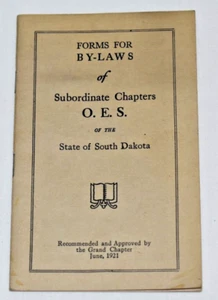 FORMS FOR
BY-LAWS
of
Subordinate Chapters
O. E. S.
OF THE
State of South Dakota
Recommended and Approved by
the Grand Chapter
June, 1921